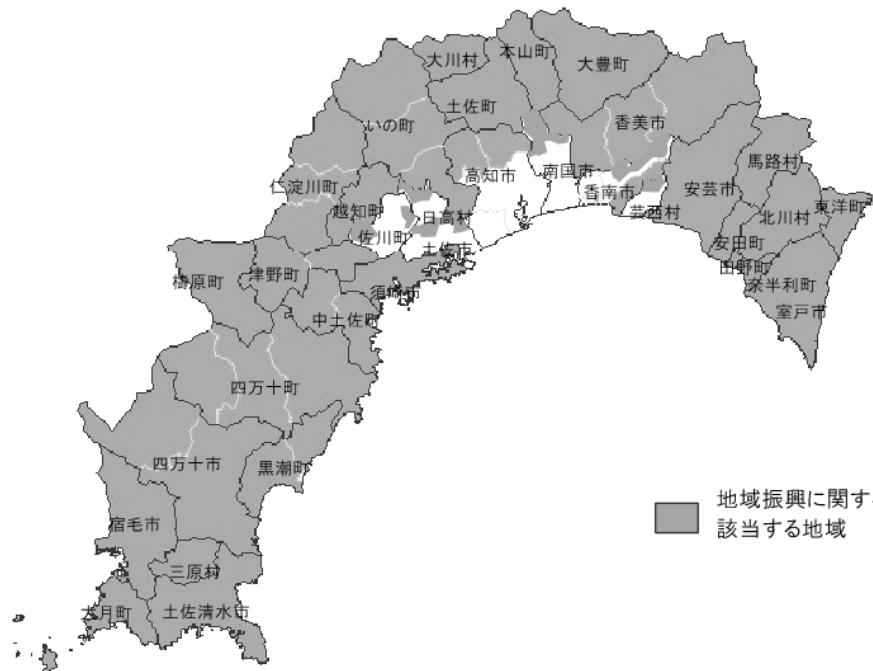 本山町
大川村
大豊町
土佐町
いの町
香美市
馬路村
高知市
南国市
仁淀川町
香南市
安芸市
越知町
日高村
芸西村
北川村
東洋町
佐川町
土佐市
安田町
津野町
田野町
梼原町
奈半利町
須崎市
中土佐町
室戸市
四万十町
四万十市
黒潮町
地域振興に関す
該当する地域
宿毛市
三原村
大月町
土佐清水市